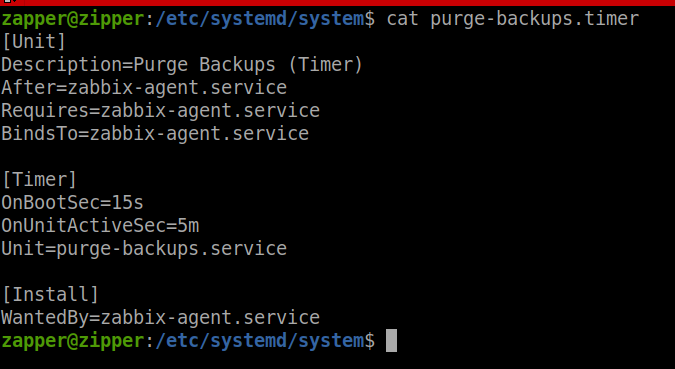 zapper@zipper:/etc/systemd/system$ cat purge-backups.timer
[Unit]
Description=Purge Backups (Timer)
After=zabbix-agent.service
Requires=zabbix-agent.service
BindsTo=zabbix-agent.service

[Timer]
OnBootSec=15s
OnUnitActiveSec=5m
Unit=purge-backups.service

[Install]
WantedBy=zabbix-agent.service
zapper@zipper:/etc/systemd/system$